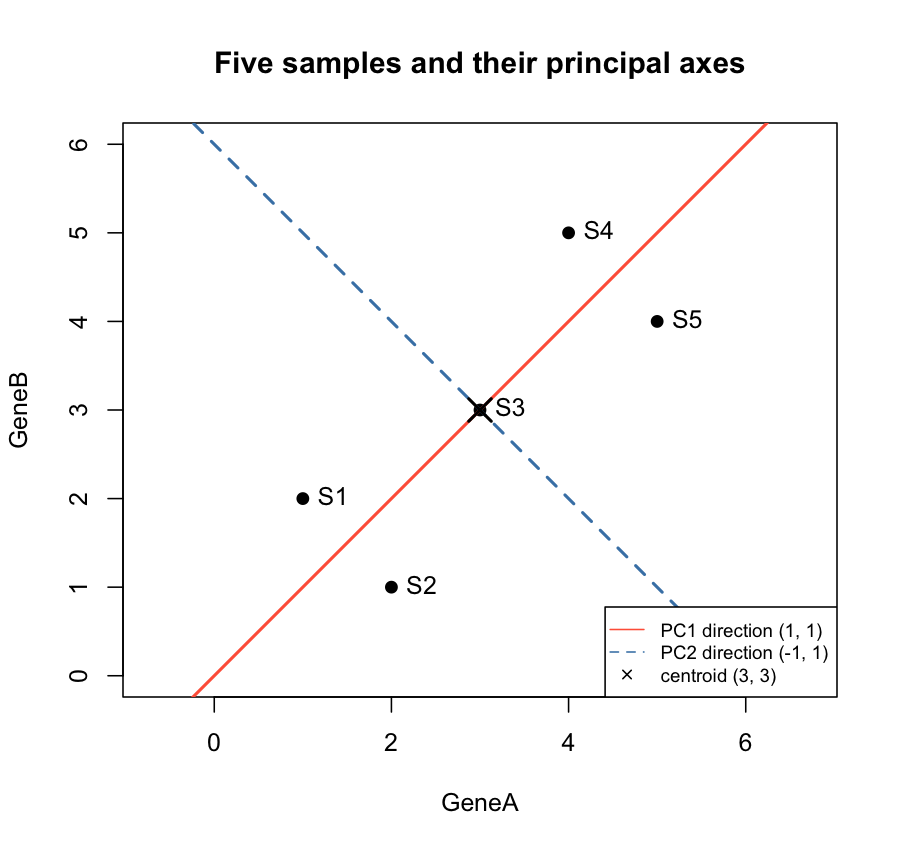 Five samples and their principal axes
6
5
4
3
2
1
0
GeneB
S4
S5
S3
S1
S2
PC1 direction (1, 1)
PC2 direction (-1, 1)
centroid (3, 3)
0 2 4 6
GeneA